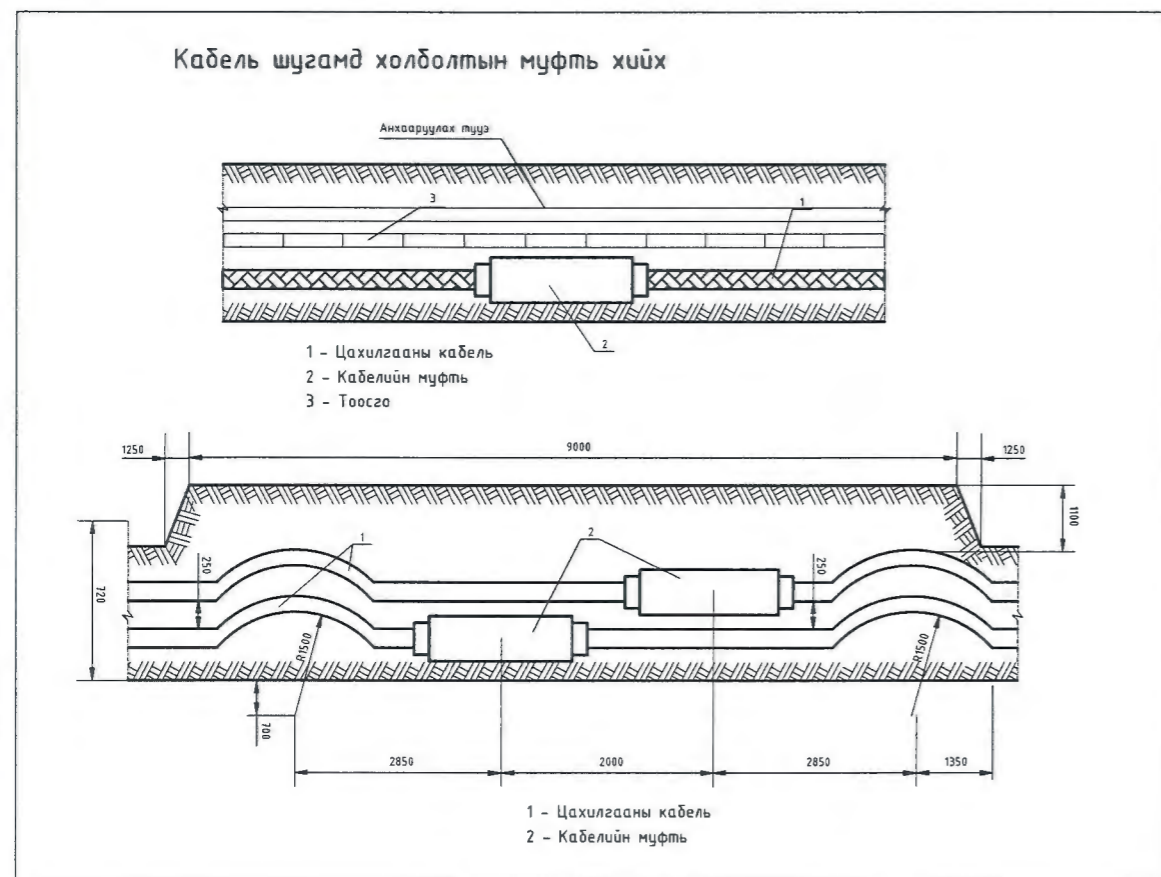 Кабель шугамд холболтын муфть хийх
Анхааруулах тууз
3
1
2
1 - Цахилгааны кабель
2 - Кабелийн муфть
3 - Тоосго
1250
9000
1250
1100
720
250
1
2
250
R1500
R1500
700
2850
2000
2850
1350
1 - Цахилгааны кабель
2 - Кабелийн муфть